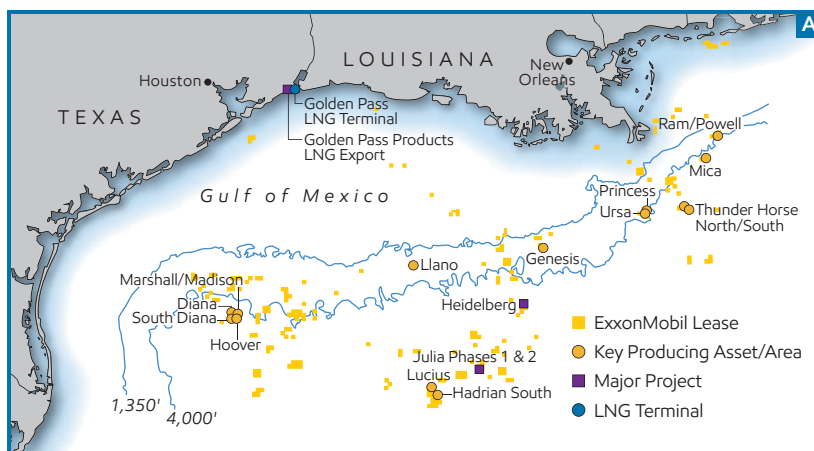 A
LOUISIANA
New
Orleans
Houston
TEXAS
Golden Pass
LNG Terminal
Golden Pass Products
LNG Export
Ram/Powell
Mica
Gulf of Mexico
Princess
Ursa
Thunder Horse
North/South
Genesis
Llano
Marshall/Madison
Diana
South Diana
Hoover
Heidelberg
Julia Phases 1 & 2
Lucius
Hadrian South
1,350'
4,000'
ExxonMobil Lease
Key Producing Asset/Area
Major Project
LNG Terminal